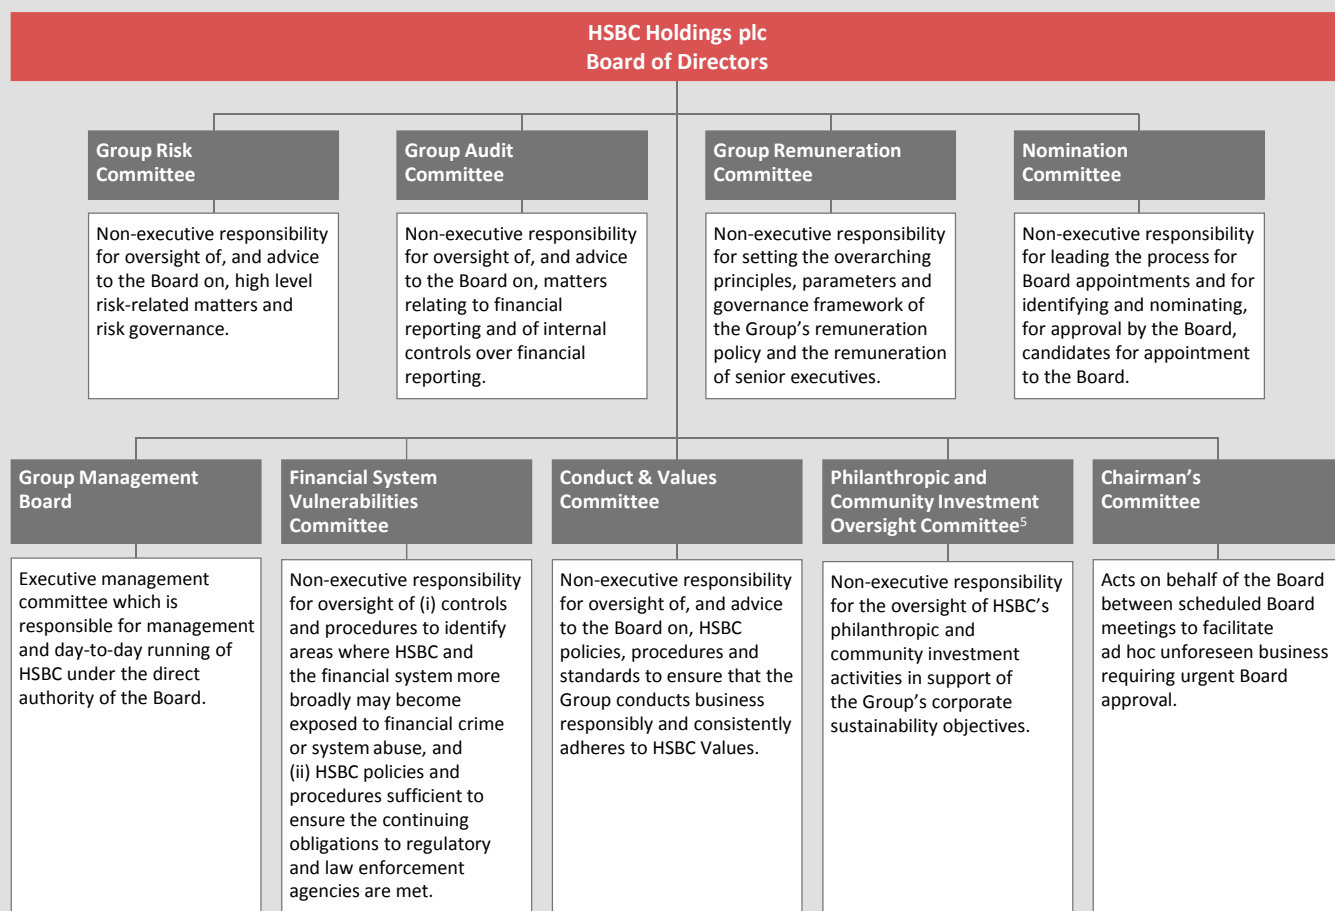 HSBC Holdings plc
Board of Directors
Group Risk
Committee
Group Audit
Committee
Group Remuneration
Committee
Nomination
Committee
Non-executive responsibility
for oversight of, and advice
to the Board on, high level
risk-related matters and
risk governance.
Non-executive responsibility
for oversight of, and advice
to the Board on, matters
relating to financial
reporting and of internal
controls over financial
reporting.
Non-executive responsibility
for setting the overarching
principles, parameters and
governance framework of
the Group’s remuneration
policy and the remuneration
of senior executives.
Non-executive responsibility
for leading the process for
Board appointments and for
identifying and nominating,
for approval by the Board,
candidates for appointment
to the Board.
Group Management
Board
Financial System
Vulnerabilities
Committee
Conduct & Values
Committee
Philanthropic and
Community Investment
Oversight Committee⁵
Chairman’s
Committee
Executive management
committee which is
responsible for management
and day-to-day running of
HSBC under the direct
authority of the Board.
Non-executive responsibility
for oversight of (i) controls
and procedures to identify
areas where HSBC and
the financial system more
broadly may become
exposed to financial crime
or system abuse, and
(ii) HSBC policies and
procedures sufficient to
ensure the continuing
obligations to regulatory
and law enforcement
agencies are met.
Non-executive responsibility
for oversight of, and advice
to the Board on, HSBC
policies, procedures and
standards to ensure that the
Group conducts business
responsibly and consistently
adheres to HSBC Values.
Non-executive responsibility
for the oversight of HSBC’s
philanthropic and
community investment
activities in support of
the Group’s corporate
sustainability objectives.
Acts on behalf of the Board
between scheduled Board
meetings to facilitate
ad hoc unforeseen business
requiring urgent Board
approval.